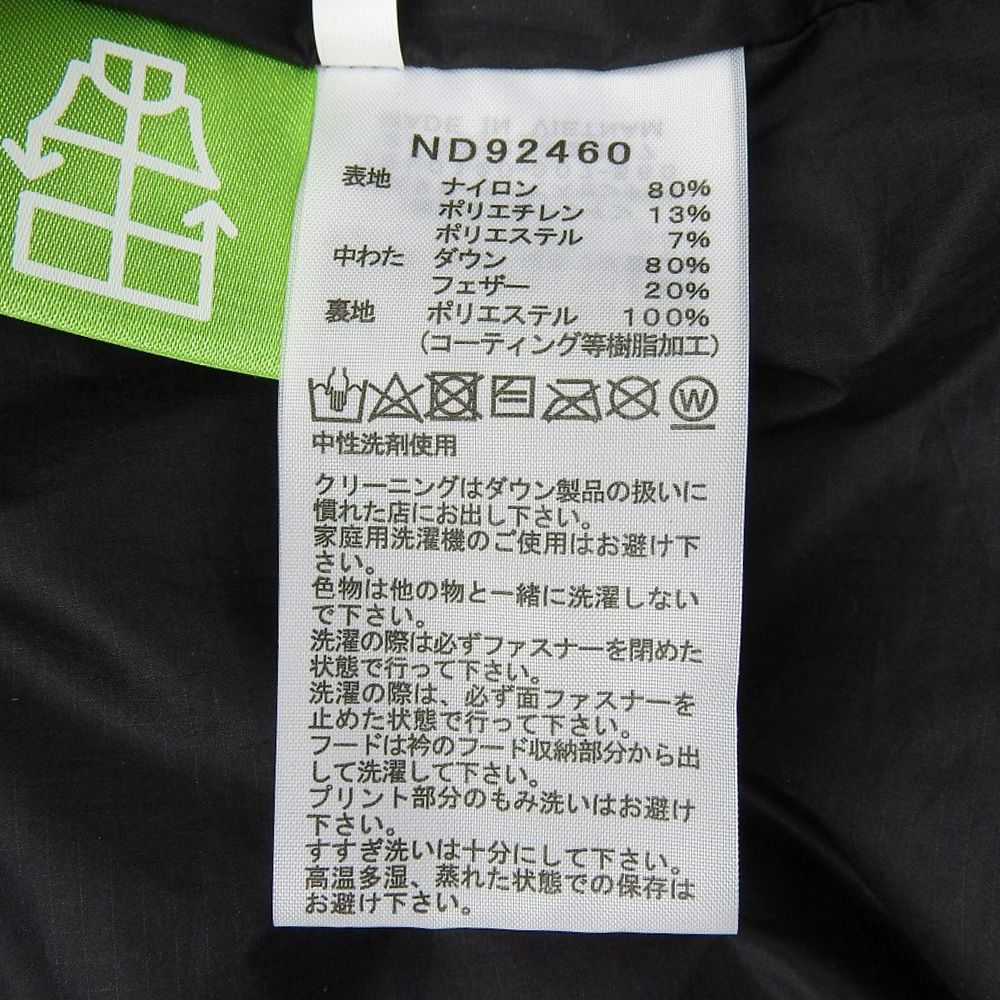 MADE IN VIETNAM
ND92460
表地 ナイロン 80%
ポリエチレン 13%
ポリエステル 7%
中わた ダウン 80%
フェザー 20%
裏地 ポリエステル 100%
(コーティング等樹脂加工)
W
中性洗剤使用
クリーニングはダウン製品の扱いに
慣れた店にお出し下さい。
家庭用洗濯機のご使用はお避け下
さい。
色物は他の物と一緒に洗濯しない
で下さい。
洗濯の際は必ずファスナーを閉めた
状態で行って下さい。
洗濯の際は、必ず面ファスナーを
止めた状態で行って下さい。
フードは衿のフード収納部分から出
して洗濯して下さい。
プリント部分のもみ洗いはお避け
下さい。
すすぎ洗いは十分にして下さい。
高温多湿、蒸れた状態での保存は
お避け下さい。